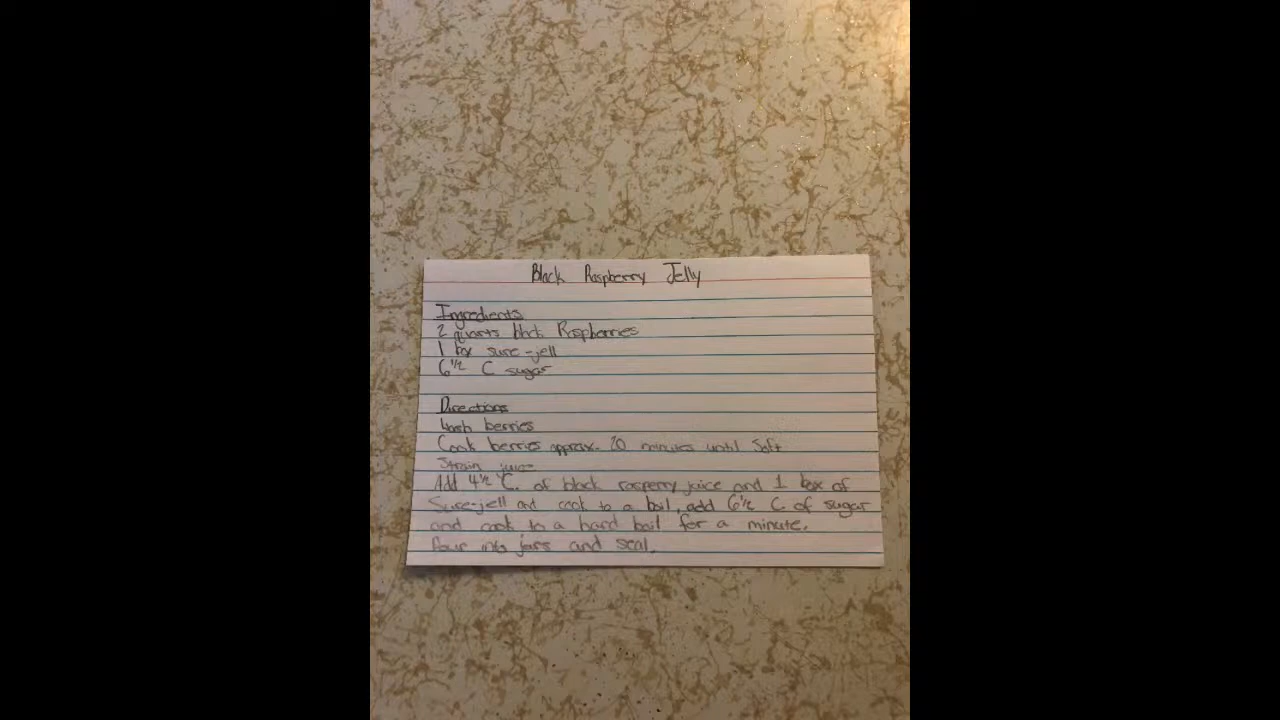 Black Raspberry Jelly
Ingredients
2 quarts black Raspberries
1 box sure-jell
6 1/2 C sugar
Directions
Wash berries
Cook berries approx. 20 minutes until soft
Strain juice
Add 4 1/2 C. of black rasperry juice and 1 box of
Sure-jell and cook to a boil, add 6 1/2 C. of sugar
and cook to a hard boil for a minute.
Pour into jars and seal.